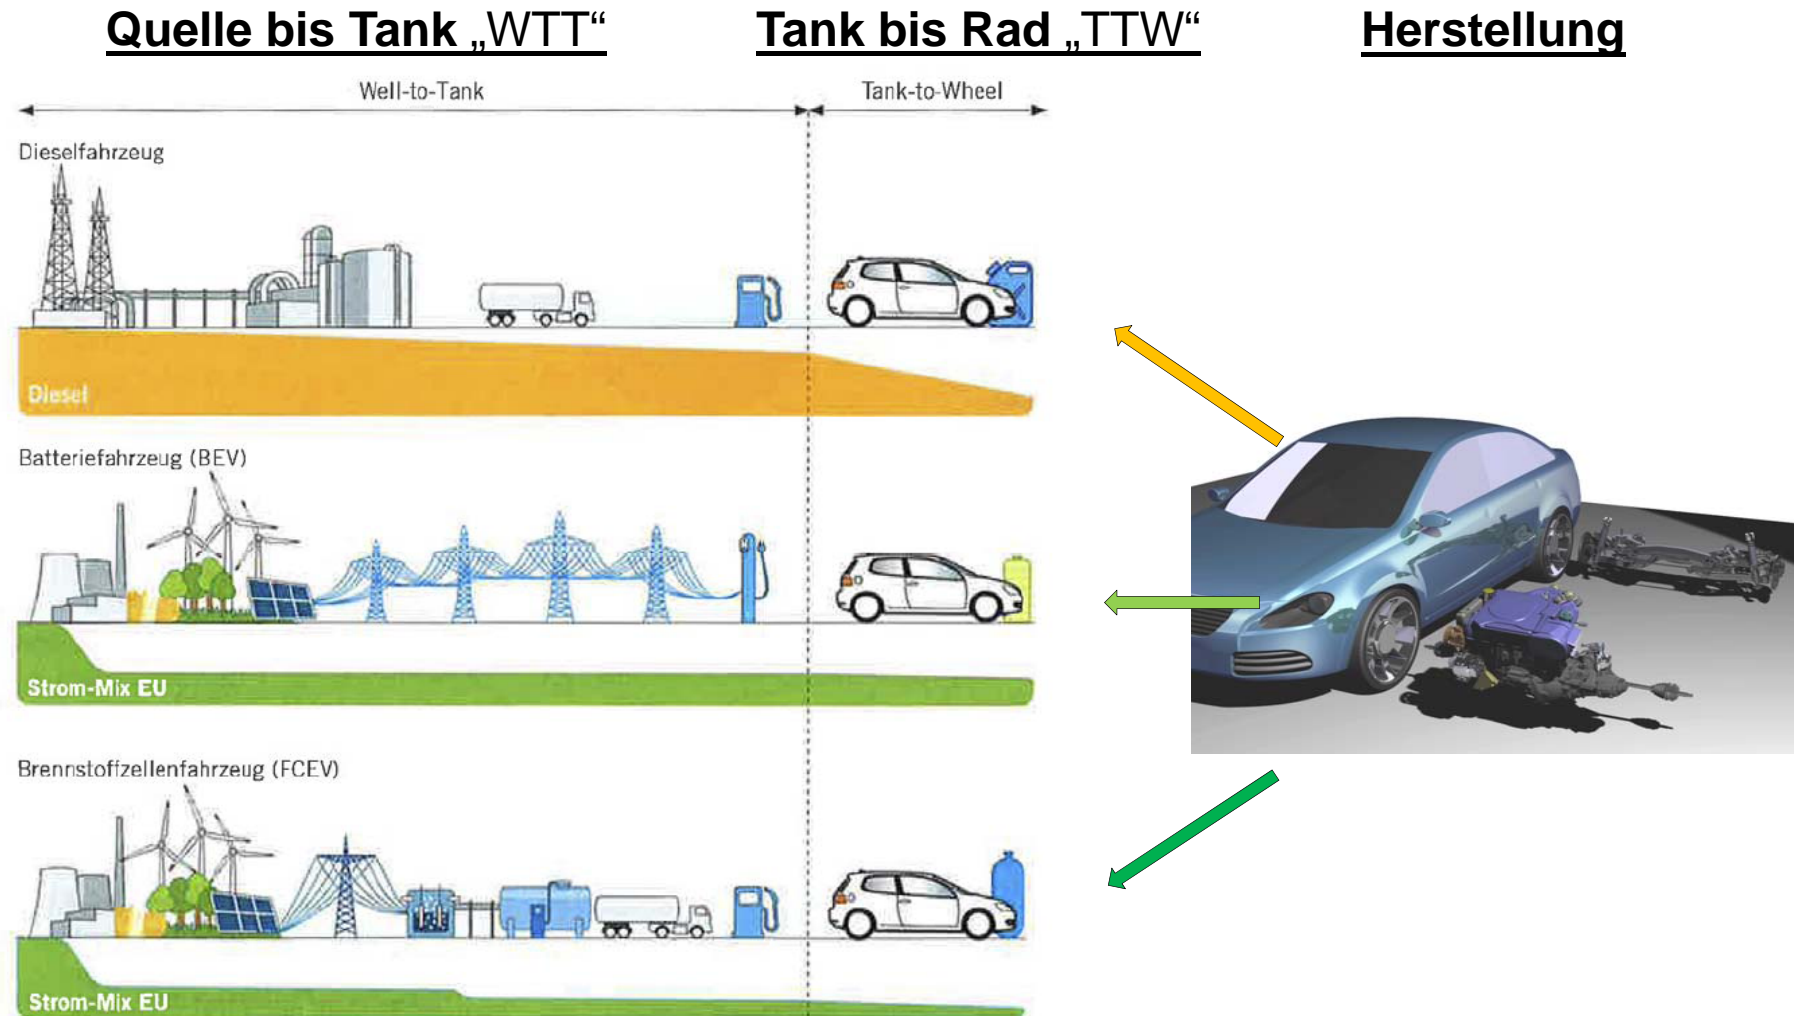 Quelle bis Tank „WTT“
Tank bis Rad „TTW“
Herstellung
Well-to-Tank
Tank-to-Wheel
Dieselfahrzeug
Diesel
Batteriefahrzeug (BEV)
Strom-Mix EU
Brennstoffzellenfahrzeug (FCEV)
Strom-Mix EU